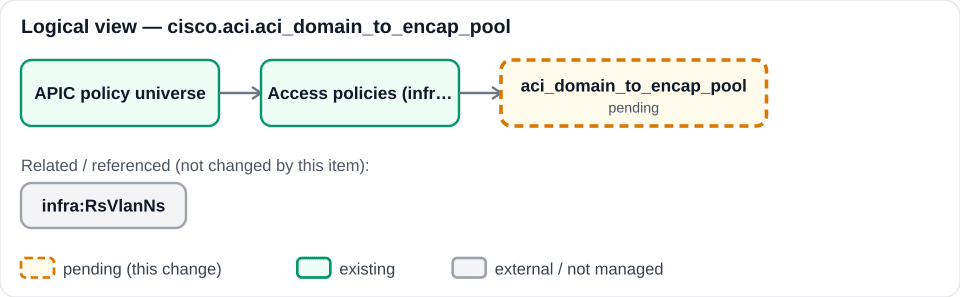 Logical view — cisco.aci.aci_domain_to_encap_pool
APIC policy universe
Access policies (infr…
aci_domain_to_encap_pool
pending
Related / referenced (not changed by this item):
infra:RsVlanNs
pending (this change)
existing
external / not managed